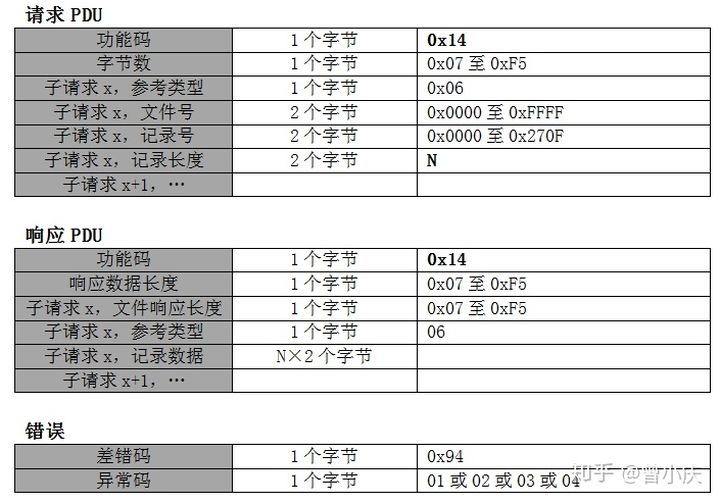 请求 PDU
功能码 1 个字节 0x14
字节数 1 个字节 0x07 至 0xF5
子请求 x，参考类型 1 个字节 0x06
子请求 x，文件号 2 个字节 0x0000 至 0xFFFF
子请求 x，记录号 2 个字节 0x0000 至 0x270F
子请求 x，记录长度 2 个字节 N
子请求 x+1，…
响应 PDU
功能码 1 个字节 0x14
响应数据长度 1 个字节 0x07 至 0xF5
子请求 x，文件响应长度 1 个字节 0x07 至 0xF5
子请求 x，参考类型 1 个字节 06
子请求 x，记录数据 N×2 个字节
子请求 x+1，…
错误
差错码 1 个字节 0x94
异常码 1 个字节 01 或 02 或 03 或 04
知乎 @曾小庆